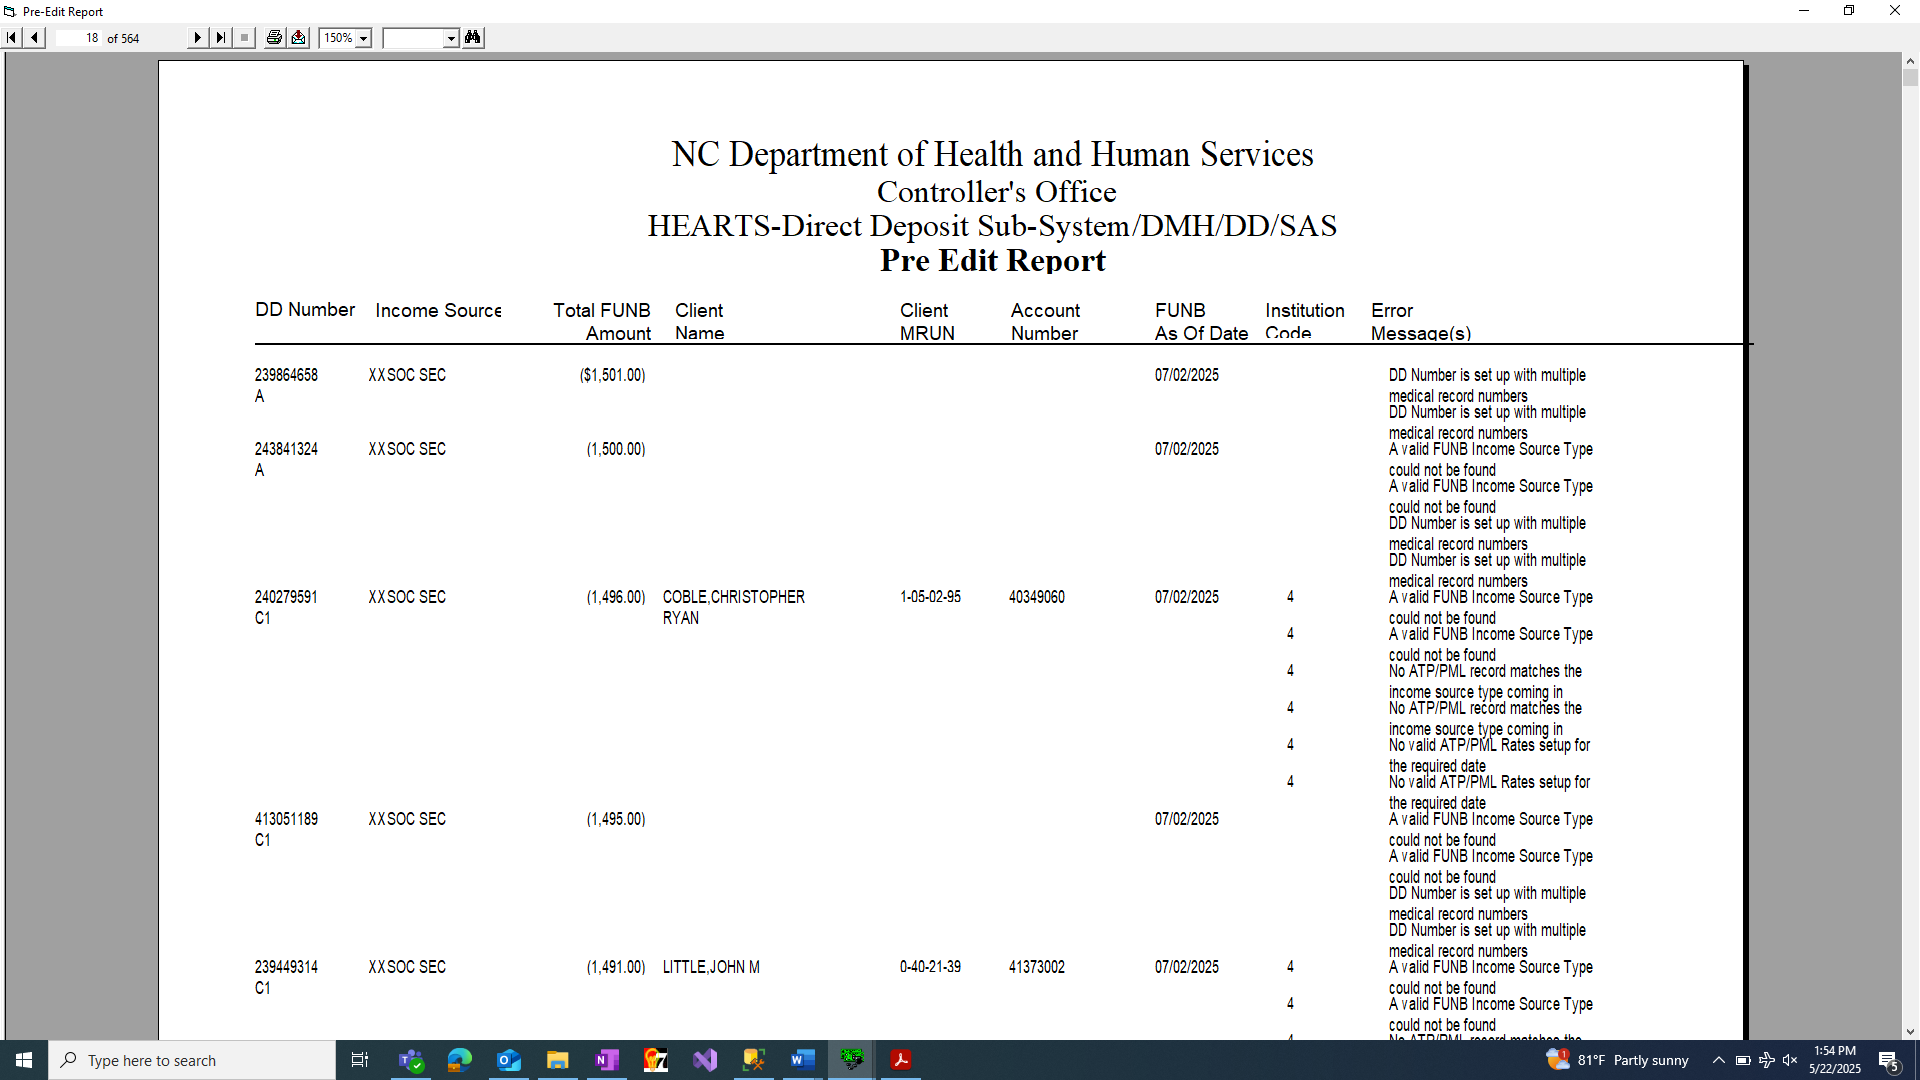 Pre-Edit Report
18 of 564
150%
NC Department of Health and Human Services
Controller's Office
HEARTS-Direct Deposit Sub-System/DMH/DD/SAS
Pre Edit Report
DD Number Income Source Total FUNB Client Client Account FUNB Institution Error
Amount Name MRUN Number As Of Date Code Message(s)
239864658 XXSOC SEC ($1,501.00) 07/02/2025 DD Number is set up with multiple
A medical record numbers
DD Number is set up with multiple
medical record numbers
243841324 XXSOC SEC (1,500.00) 07/02/2025 A valid FUNB Income Source Type
A could not be found
A valid FUNB Income Source Type
could not be found
DD Number is set up with multiple
medical record numbers
DD Number is set up with multiple
medical record numbers
240279591 XXSOC SEC (1,496.00) COBLE,CHRISTOPHER 1-05-02-95 40349060 07/02/2025 4 A valid FUNB Income Source Type
C1 RYAN could not be found
4 A valid FUNB Income Source Type
could not be found
4 No ATP/PML record matches the
income source type coming in
4 No ATP/PML record matches the
income source type coming in
4 No valid ATP/PML Rates setup for
the required date
4 No valid ATP/PML Rates setup for
the required date
413051189 XXSOC SEC (1,495.00) 07/02/2025 A valid FUNB Income Source Type
C1 could not be found
A valid FUNB Income Source Type
could not be found
DD Number is set up with multiple
medical record numbers
DD Number is set up with multiple
medical record numbers
239449314 XXSOC SEC (1,491.00) LITTLE,JOHN M 0-40-21-39 41373002 07/02/2025 4 A valid FUNB Income Source Type
C1 could not be found
4 A valid FUNB Income Source Type
could not be found
4 No ATP/PML record matches the
Type here to search
81°F Partly sunny
1:54 PM
5/22/2025
5